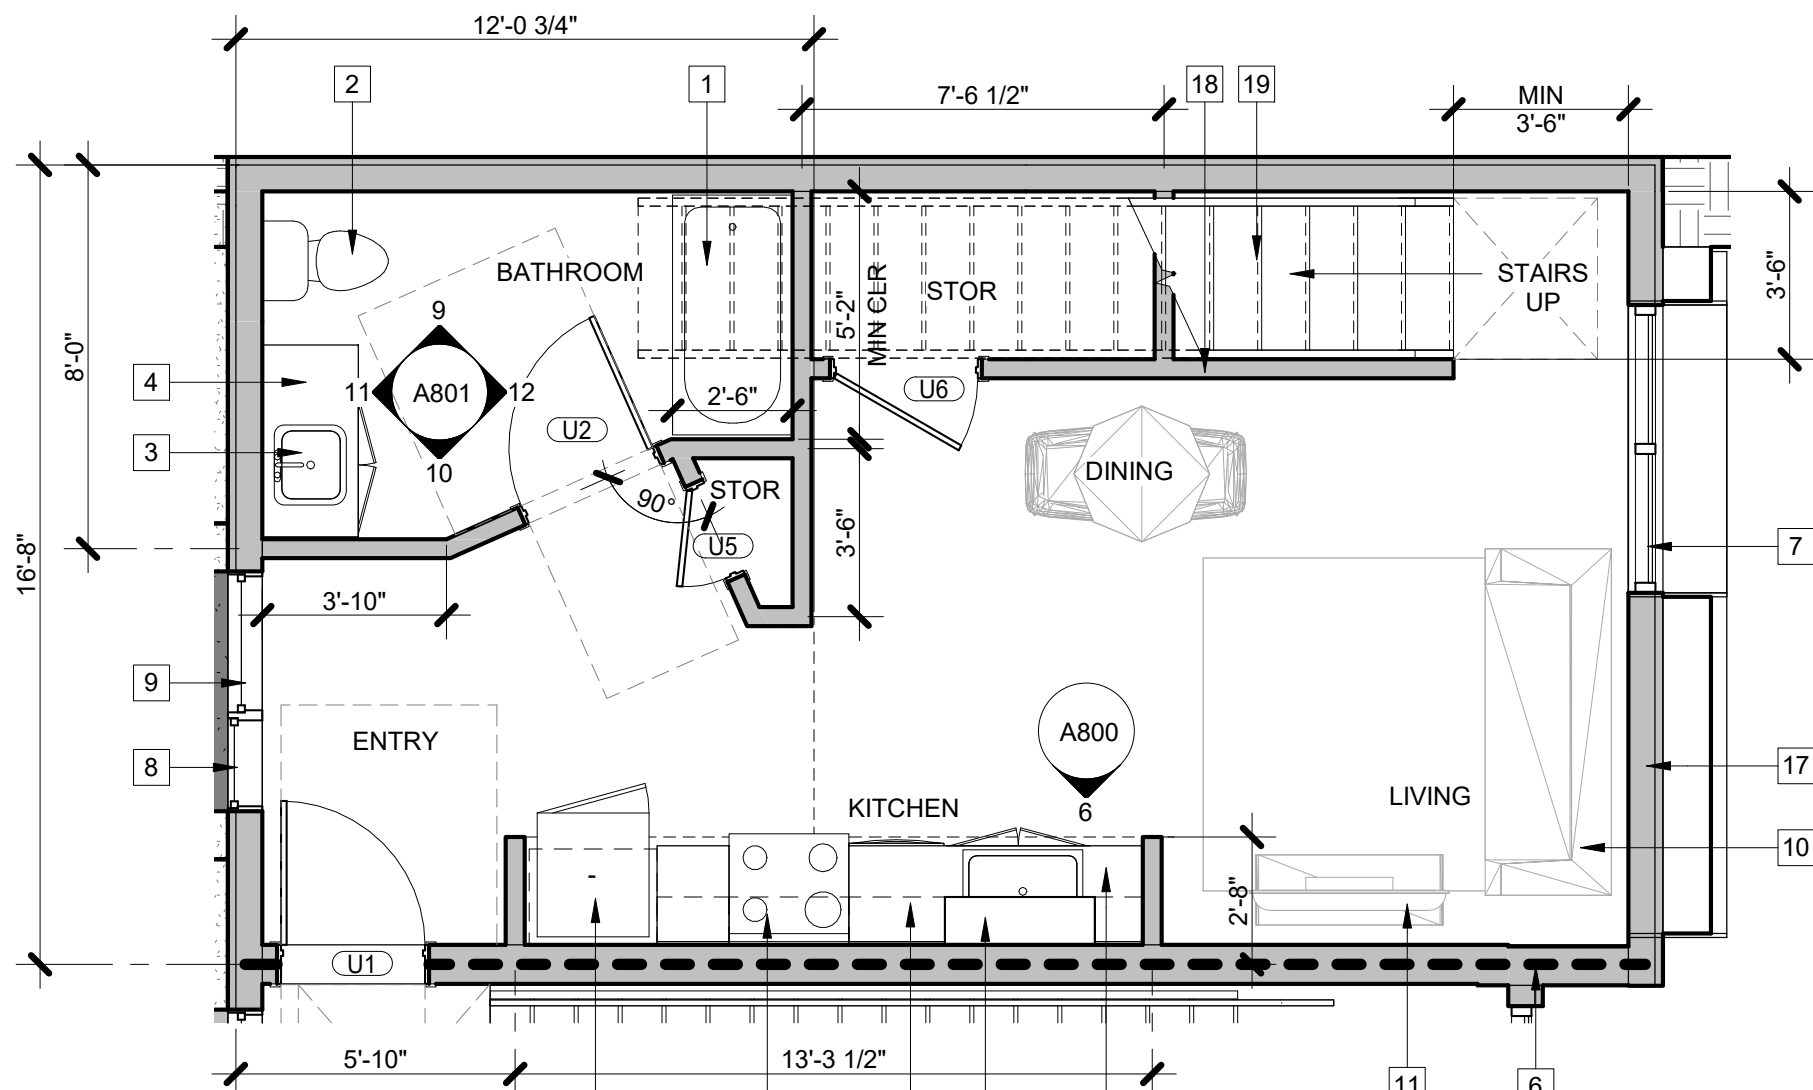 12'-0 3/4"
2
1
7'-6 1/2"
18
19
MIN
3'-6"
BATHROOM
STOR
STAIRS
UP
3'-6"
5'-2"
MIN CLR
8'-0"
9
11
A801
12
10
4
3
2'-6"
U2
U6
DINING
90°
STOR
U5
3'-6"
7
16'-8"
3'-10"
9
ENTRY
8
A800
6
KITCHEN
LIVING
17
10
2'-8"
U1
5'-10"
13'-3 1/2"
11
6